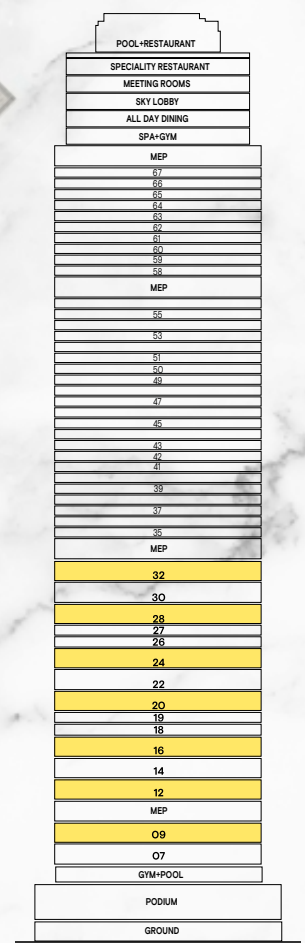 POOL+RESTAURANT
SPECIALITY RESTAURANT
MEETING ROOMS
SKY LOBBY
ALL DAY DINING
SPA+GYM
MEP
67
66
65
64
63
62
61
60
59
58
MEP
55
53
51
50
49
47
45
43
42
41
39
37
35
MEP
32
30
28
27
26
24
22
20
19
18
16
14
12
MEP
09
07
GYM+POOL
PODIUM
GROUND